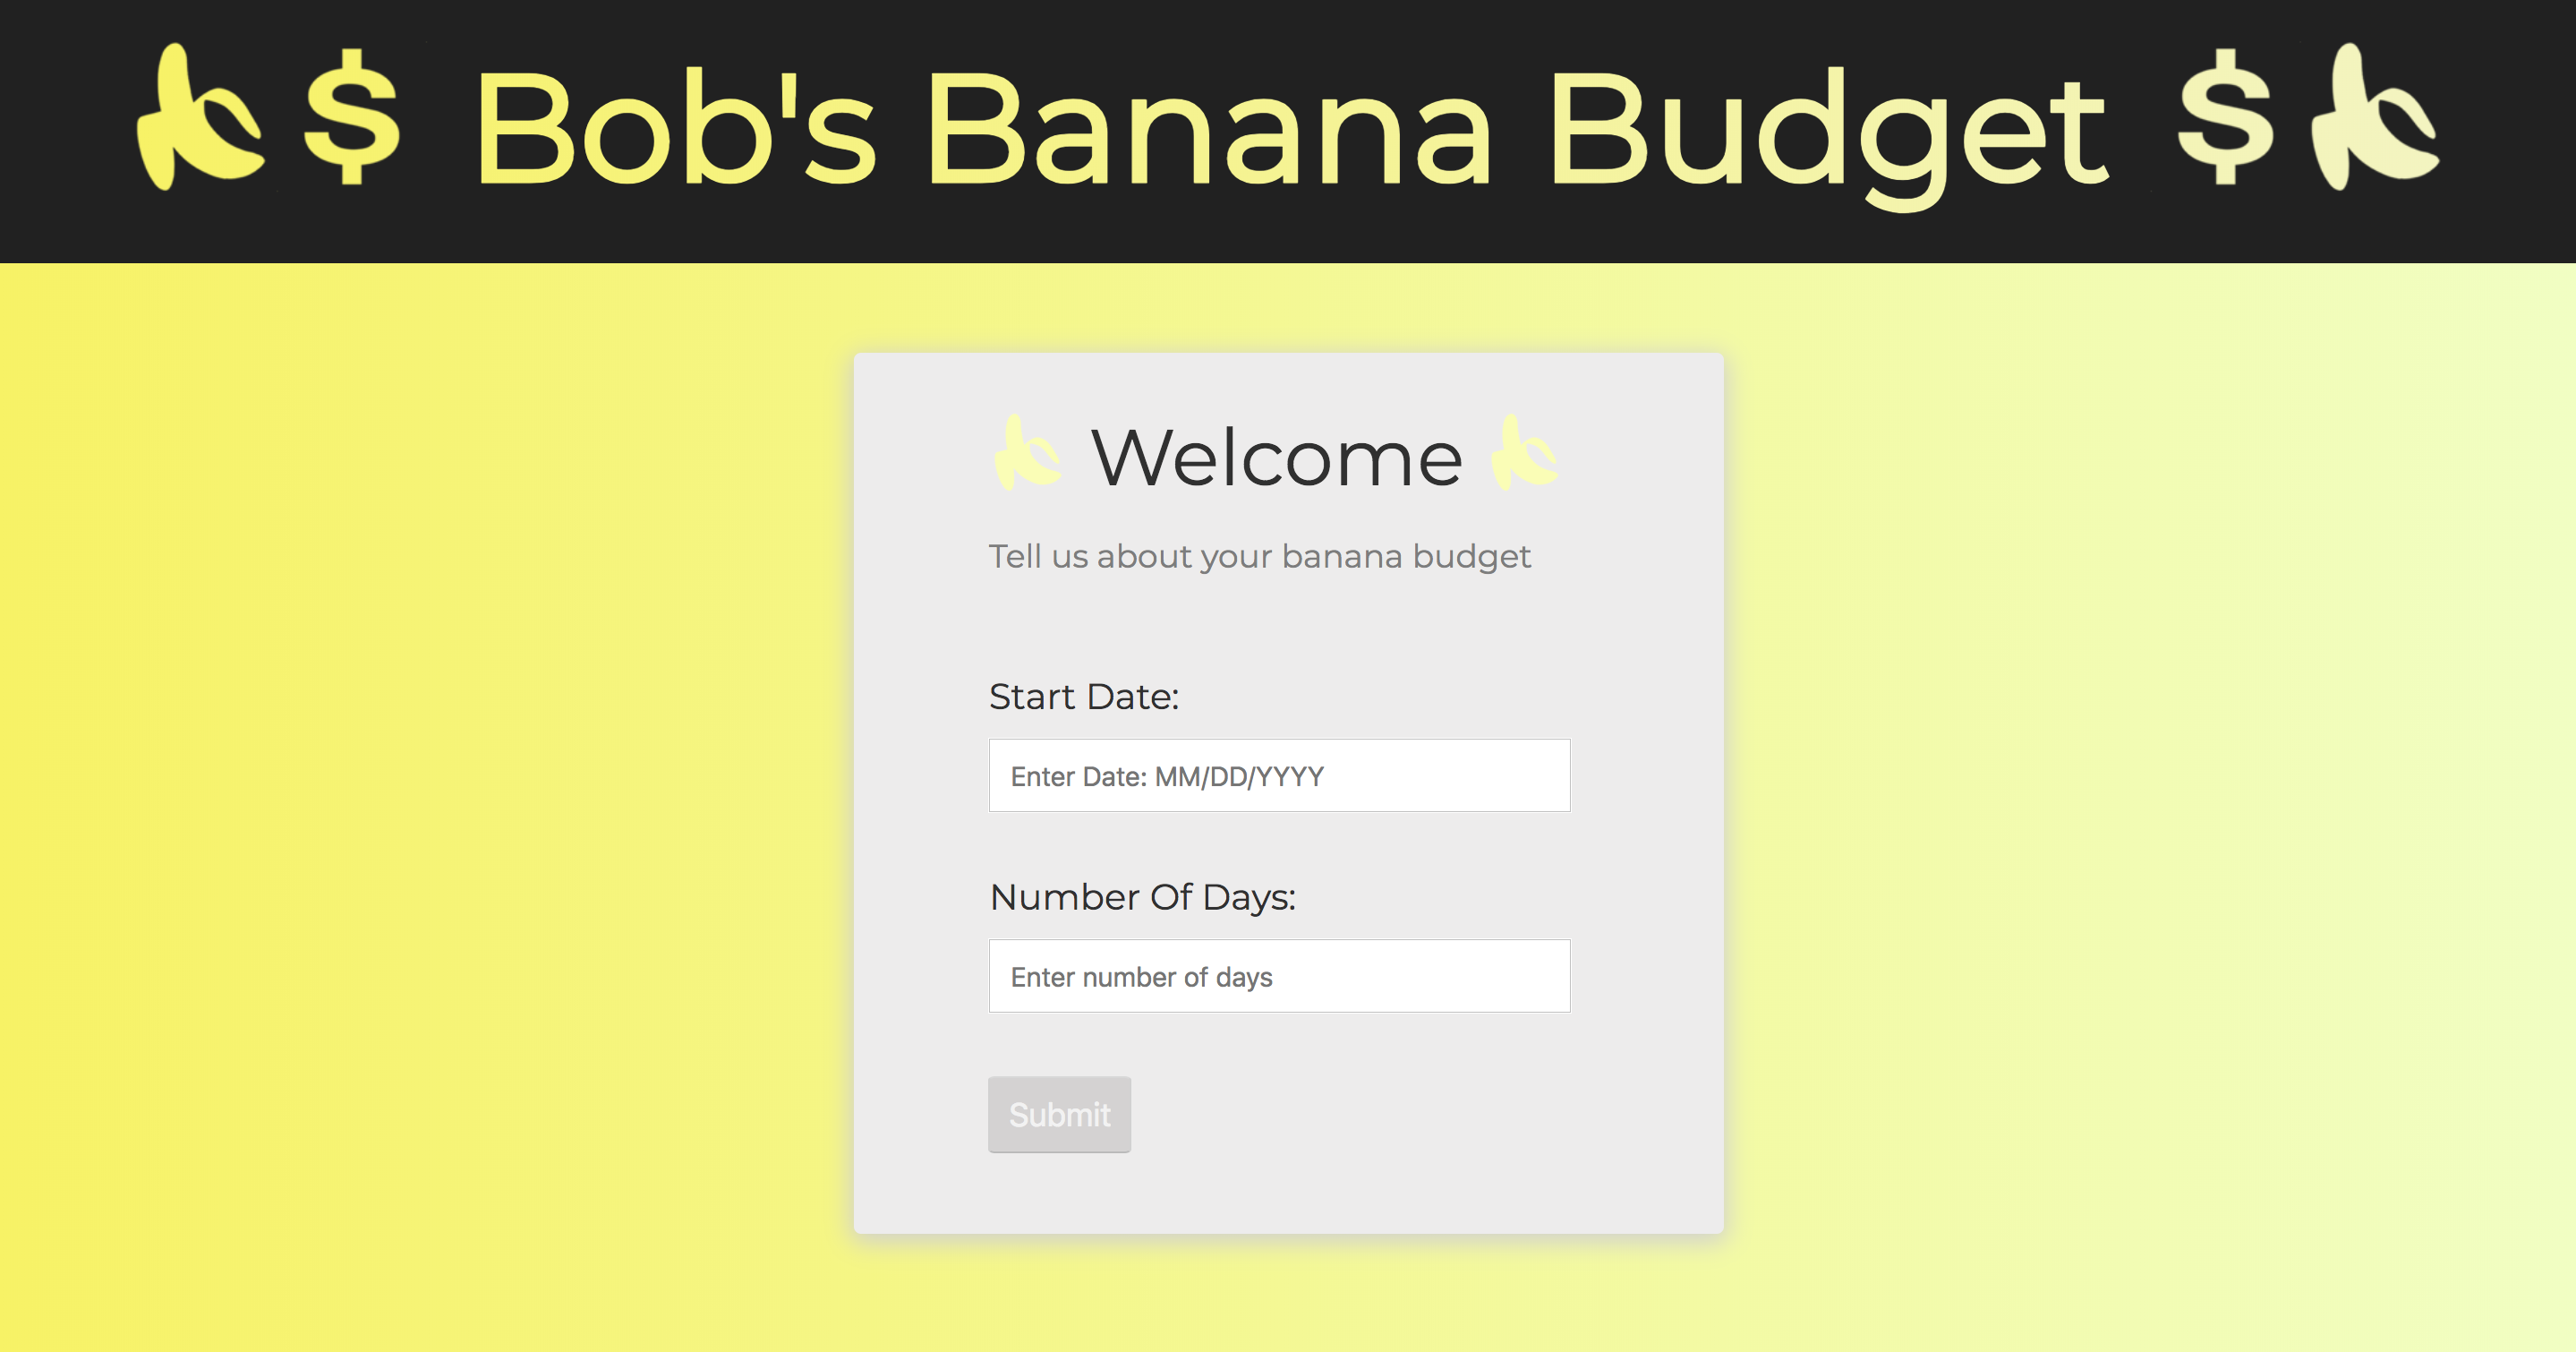 $ Bob's Banana Budget $
Welcome
Tell us about your banana budget
Start Date:
Enter Date: MM/DD/YYYY
Number Of Days:
Enter number of days
Submit